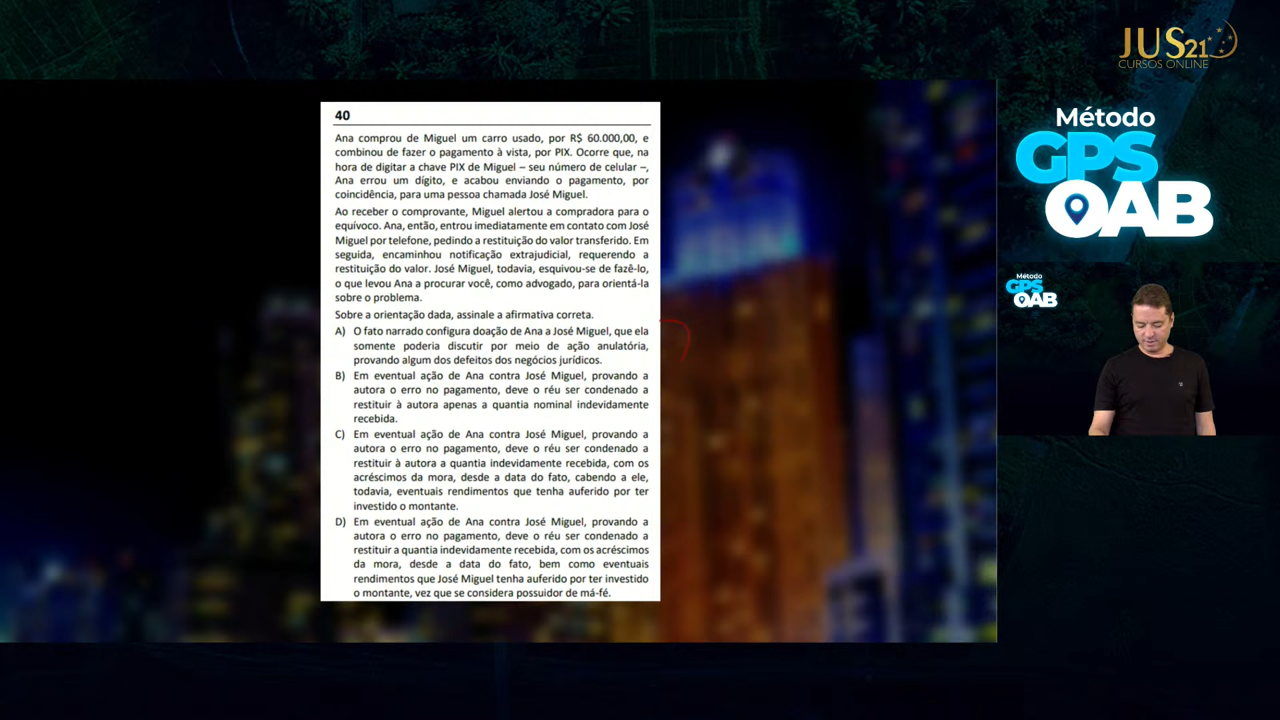 JUS21
CURSOS ONLINE
Método
GPS
OAB
Método
GPS
OAB
40
Ana comprou de Miguel um carro usado, por R$ 60.000,00, e
combinou de fazer o pagamento à vista, por PIX. Ocorre que, na
hora de digitar a chave PIX de Miguel – seu número de celular –,
Ana errou um dígito, e acabou enviando o pagamento, por
coincidência, para uma pessoa chamada José Miguel.
Ao receber o comprovante, Miguel alertou a compradora para o
equívoco. Ana, então, entrou imediatamente em contato com José
Miguel por telefone, pedindo a restituição do valor transferido. Em
seguida, encaminhou notificação extrajudicial, requerendo a
restituição do valor. José Miguel, todavia, esquivou-se de fazê-lo,
o que levou Ana a procurar você, como advogado, para orientá-la
sobre o problema.
Sobre a orientação dada, assinale a afirmativa correta.
A) O fato narrado configura doação de Ana a José Miguel, que ela
somente poderia discutir por meio de ação anulatória,
provando algum dos defeitos dos negócios jurídicos.
B) Em eventual ação de Ana contra José Miguel, provando a
autora o erro no pagamento, deve o réu ser condenado a
restituir à autora apenas a quantia nominal indevidamente
recebida.
C) Em eventual ação de Ana contra José Miguel, provando a
autora o erro no pagamento, deve o réu ser condenado a
restituir à autora a quantia indevidamente recebida, com os
acréscimos da mora, desde a data do fato, cabendo a ele,
todavia, eventuais rendimentos que tenha auferido por ter
investido o montante.
D) Em eventual ação de Ana contra José Miguel, provando a
autora o erro no pagamento, deve o réu ser condenado a
restituir a quantia indevidamente recebida, com os acréscimos
da mora, desde a data do fato, bem como eventuais
rendimentos que José Miguel tenha auferido por ter investido
o montante, vez que se considera possuidor de má-fé.